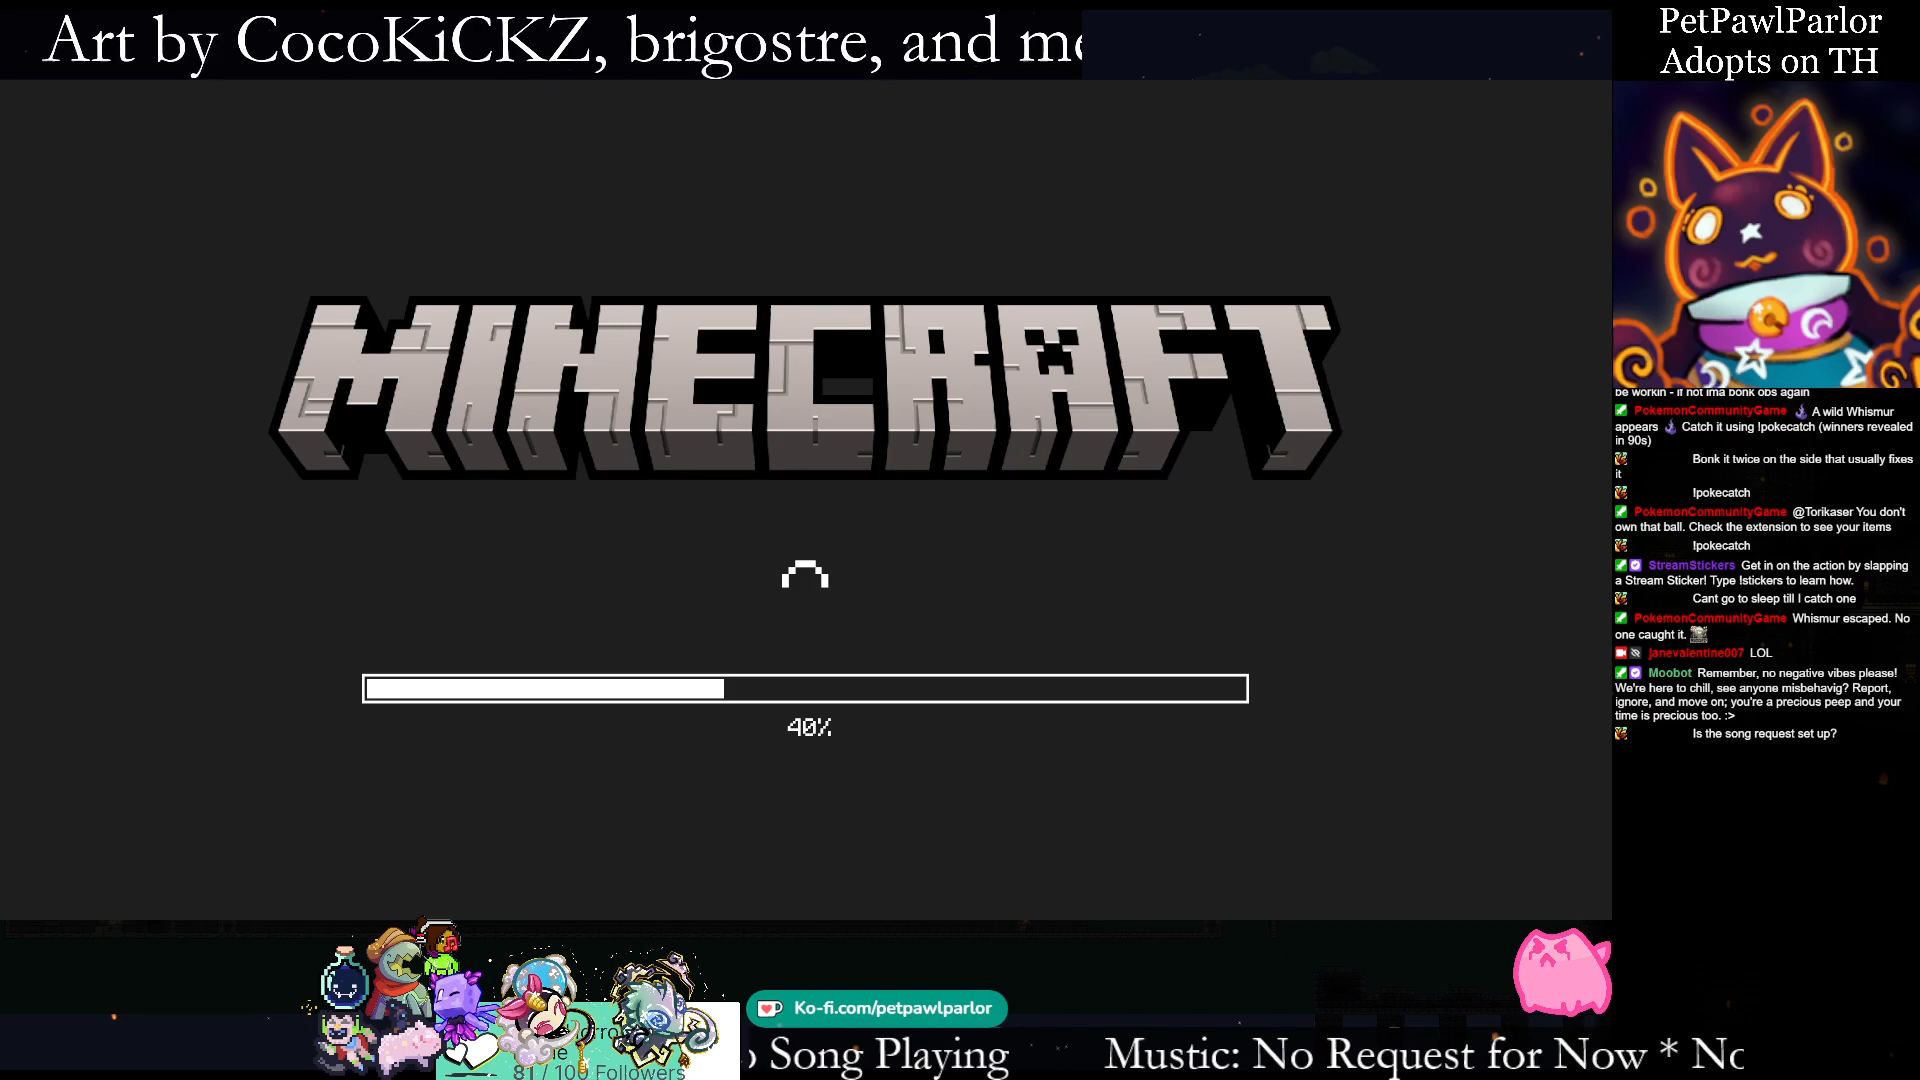 Art by CocoKiCKZ, brigostre, and me
PetPawlParlor
Adopts on TH
MINECRAFT
40%
be workin - if not ima bonk obs again
PokemonCommunityGame A wild Whismur
appears Catch it using !pokecatch (winners revealed
in 90s)
Bonk it twice on the side that usually fixes
it
!pokecatch
PokemonCommunityGame @Torikaser You don't
own that ball. Check the extension to see your items
!pokecatch
StreamStickers Get in on the action by slapping
a Stream Sticker! Type !stickers to learn how.
Cant go to sleep till I catch one
PokemonCommunityGame Whismur escaped. No
one caught it.
janevalentine007 LOL
Moobot Remember, no negative vibes please!
We're here to chill, see anyone misbehavig? Report,
ignore, and move on; you're a precious peep and your
time is precious too. :>
Is the song request set up?
Ko-fi.com/petpawlparlor
81 / 100 Followers
Song Playing Mustic: No Request for Now * No